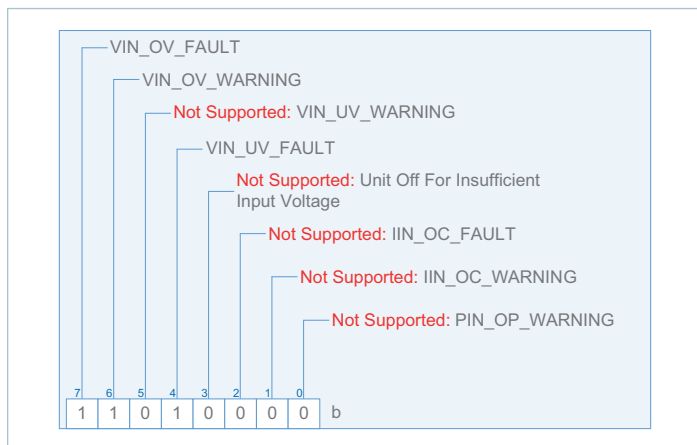 VIN_OV_FAULT
VIN_OV_WARNING
Not Supported: VIN_UV_WARNING
VIN_UV_FAULT
Not Supported: Unit Off For Insufficient
Input Voltage
Not Supported: IIN_OC_FAULT
Not Supported: IIN_OC_WARNING
Not Supported: PIN_OP_WARNING
7 6 5 4 3 2 1 0
1 1 0 1 0 0 0 0 b